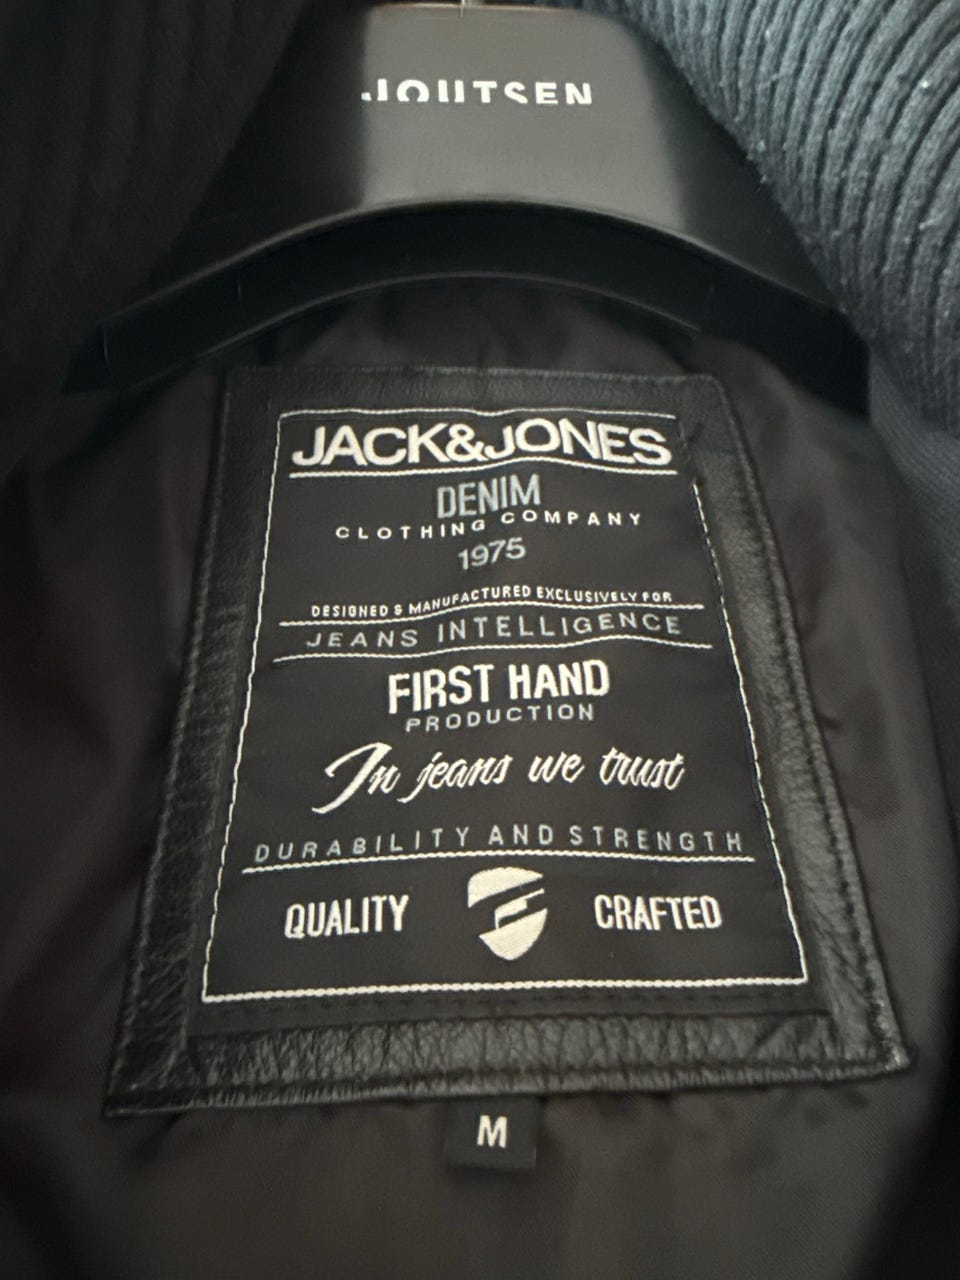 JOUTSEN
JACK&JONES
DENIM
CLOTHING COMPANY
1975
DESIGNED & MANUFACTURED EXCLUSIVELY FOR
JEANS INTELLIGENCE
FIRST HAND
PRODUCTION
In jeans we trust
DURABILITY AND STRENGTH
QUALITY CRAFTED
M